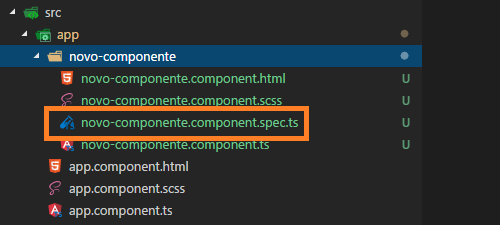 src
app
novo-componente
novo-componente.component.html U
novo-componente.component.scss U
novo-componente.component.spec.ts U
novo-componente.component.ts U
app.component.html
app.component.scss
app.component.ts